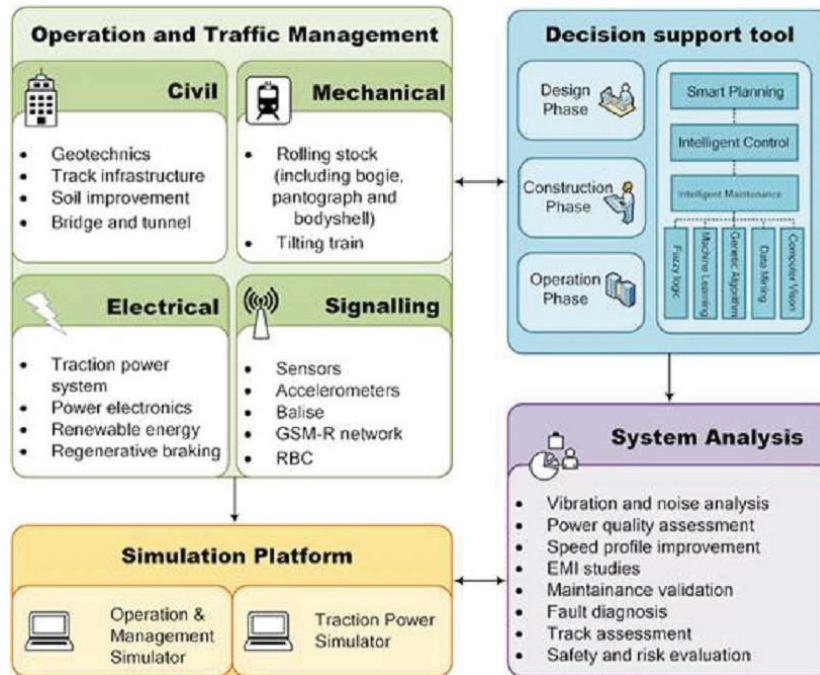 Operation and Traffic Management
Civil
• Geotechnics
• Track infrastructure
• Soil improvement
• Bridge and tunnel
Mechanical
• Rolling stock
(including bogie,
pantograph and
bodyshell)
• Tilting train
Electrical
• Traction power
system
• Power electronics
• Renewable energy
• Regenerative braking
Signalling
• Sensors
• Accelerometers
• Balise
• GSM-R network
• RBC
Decision support tool
Design
Phase
Construction
Phase
Operation
Phase
Smart Planning
Intelligent Control
Intelligent Maintenance
Fuzzy logic
Machine Learning
Genetic Algorithm
Data Mining
Computer Vison
Simulation Platform
Operation &
Management
Simulator
Traction Power
Simulator
System Analysis
• Vibration and noise analysis
• Power quality assessment
• Speed profile improvement
• EMI studies
• Maintainance validation
• Fault diagnosis
• Track assessment
• Safety and risk evaluation